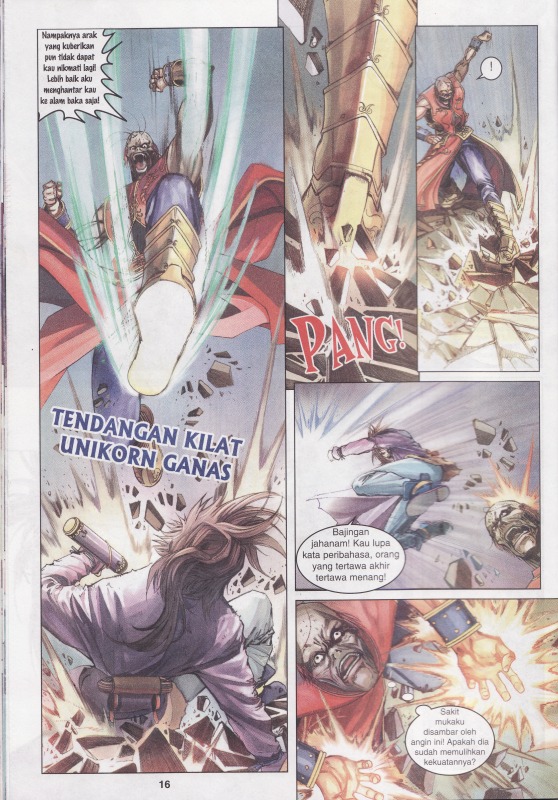 Nampaknya arak
yang kuberikan
pun tidak dapat
kau nikmati lagi!
Lebih baik aku
menghantar kau
ke alam baka saja!
TENDANGAN KILAT
UNIKORN GANAS
PANG!
!
Bajingan
jahanam! Kau lupa
kata peribahasa, orang
yang tertawa akhir
tertawa menang!
Sakit
mukaku
disambar oleh
angin ini! Apakah dia
sudah memulihkan
kekuatannya?
16